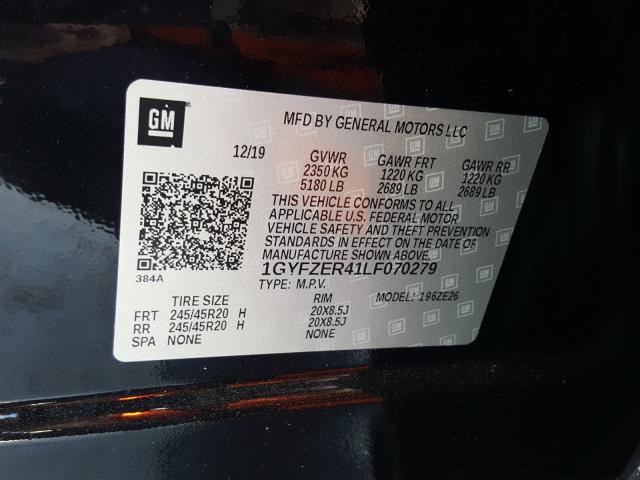 GM
MFD BY GENERAL MOTORS LLC
12/19 GVWR GAWR FRT GAWR RR
2350 KG 1220 KG 1220 KG
5180 LB 2689 LB 2689 LB
THIS VEHICLE CONFORMS TO ALL
APPLICABLE U.S. FEDERAL MOTOR
VEHICLE SAFETY AND THEFT PREVENTION
STANDARDS IN EFFECT ON THE DATE OF
MANUFACTURE SHOWN ABOVE.
1GYFZER41LF070279
384A TYPE: M.P.V. MODEL: 196ZE26
TIRE SIZE RIM
FRT 245/45R20 H 20X8.5J
RR 245/45R20 H 20X8.5J
SPA NONE NONE